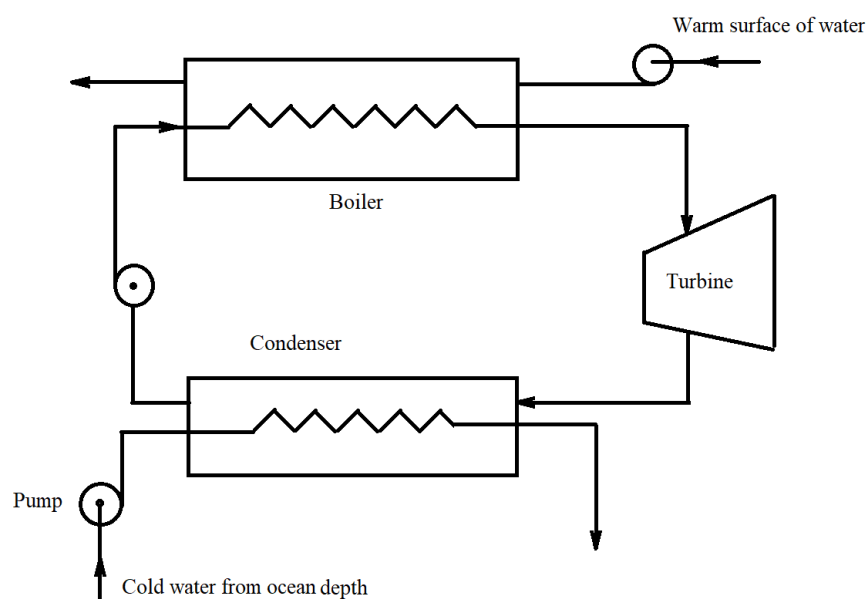 Warm surface of water
Boiler
Turbine
Condenser
Pump
Cold water from ocean depth